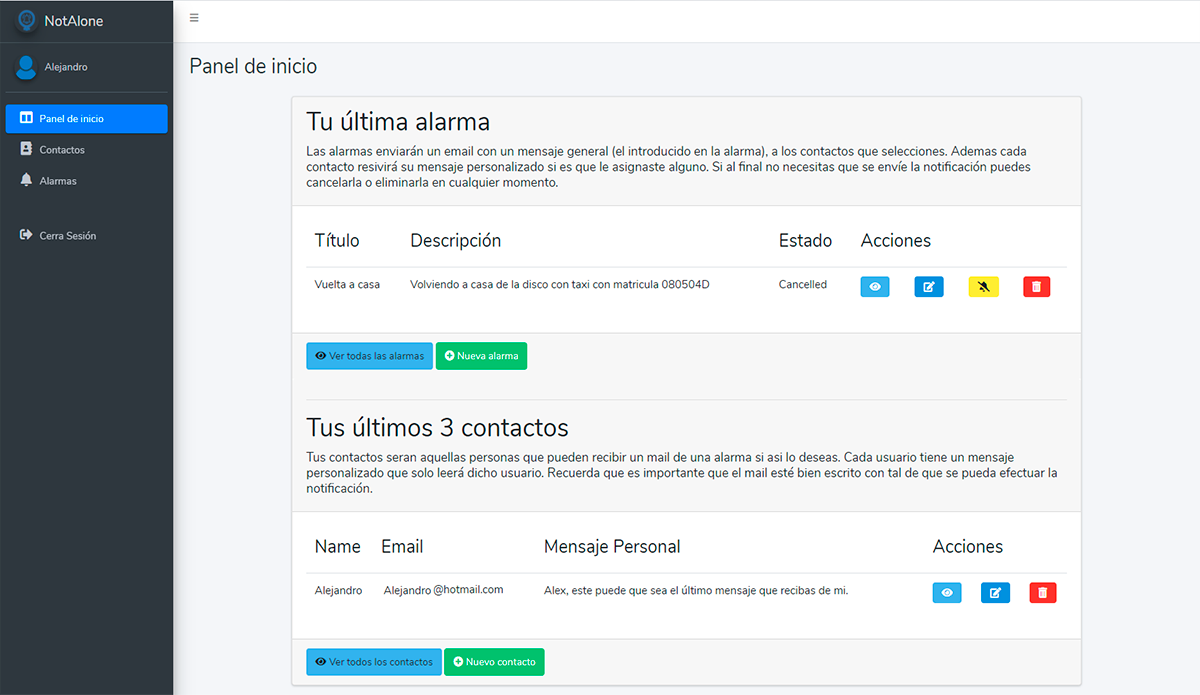 NotAlone
Alejandro
Panel de inicio
Contactos
Alarmas
Cerra Sesión
Panel de inicio
Tu última alarma
Las alarmas enviarán un email con un mensaje general (el introducido en la alarma), a los contactos que selecciones. Ademas cada
contacto resivirá su mensaje personalizado si es que le asignaste alguno. Si al final no necesitas que se envíe la notificación puedes
cancelarla o eliminarla en cualquier momento.
Título Descripción Estado Acciones
Vuelta a casa Volviendo a casa de la disco con taxi con matricula 080504D Cancelled
Ver todas las alarmas Nueva alarma
Tus últimos 3 contactos
Tus contactos seran aquellas personas que pueden recibir un mail de una alarma si asi lo deseas. Cada usuario tiene un mensaje
personalizado que solo leerá dicho usuario. Recuerda que es importante que el mail esté bien escrito con tal de que se pueda efectuar la
notificación.
Name Email Mensaje Personal Acciones
Alejandro Alejandro @hotmail.com Alex, este puede que sea el último mensaje que recibas de mi.
Ver todos los contactos Nuevo contacto